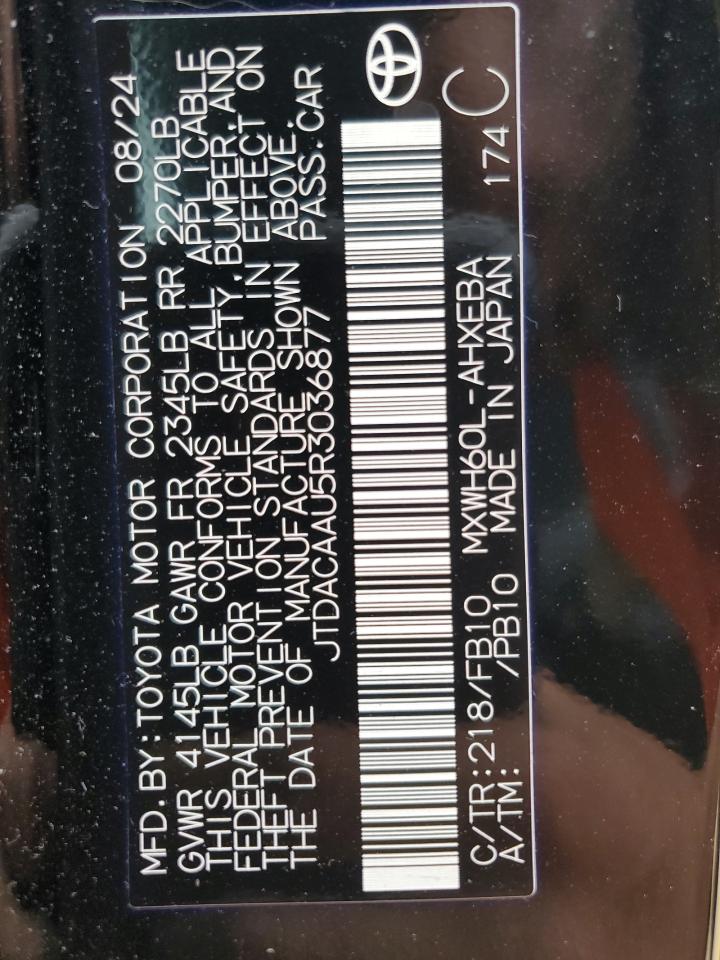 MFD.BY:TOYOTA MOTOR CORPORATION 08/24
GVWR 4145LB GAWR FR 2345LB RR 2270LB
THIS VEHICLE CONFORMS TO ALL APPLICABLE
FEDERAL MOTOR VEHICLE SAFETY, BUMPER, AND
THEFT PREVENTION STANDARDS IN EFFECT ON
THE DATE OF MANUFACTURE SHOWN ABOVE.
JTDACAAU5R3036877 PASS.CAR
C/TR:218/FB10 MXWH60L-AHXEBA
A/TM: /PB10 MADE IN JAPAN 174 C